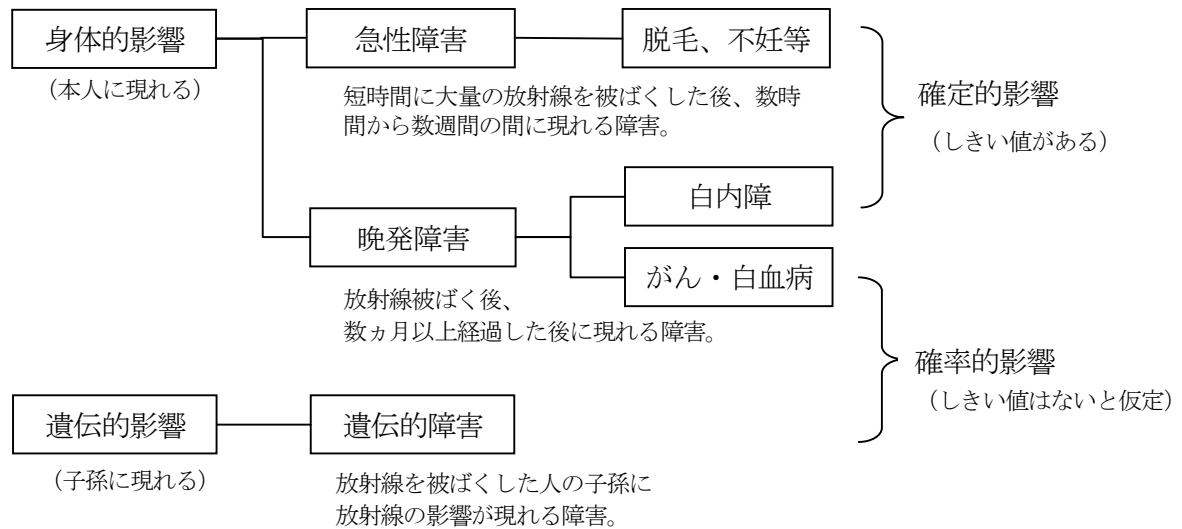 身体的影響
（本人に現れる）
急性障害
脱毛、不妊等
短時間に大量の放射線を被ばくした後、数時
間から数週間の間に現れる障害。
確定的影響
（しきい値がある）
晩発障害
白内障
がん・白血病
放射線被ばく後、
数ヵ月以上経過した後に現れる障害。
確率的影響
（しきい値はないと仮定）
遺伝的影響
（子孫に現れる）
遺伝的障害
放射線を被ばくした人の子孫に
放射線の影響が現れる障害。